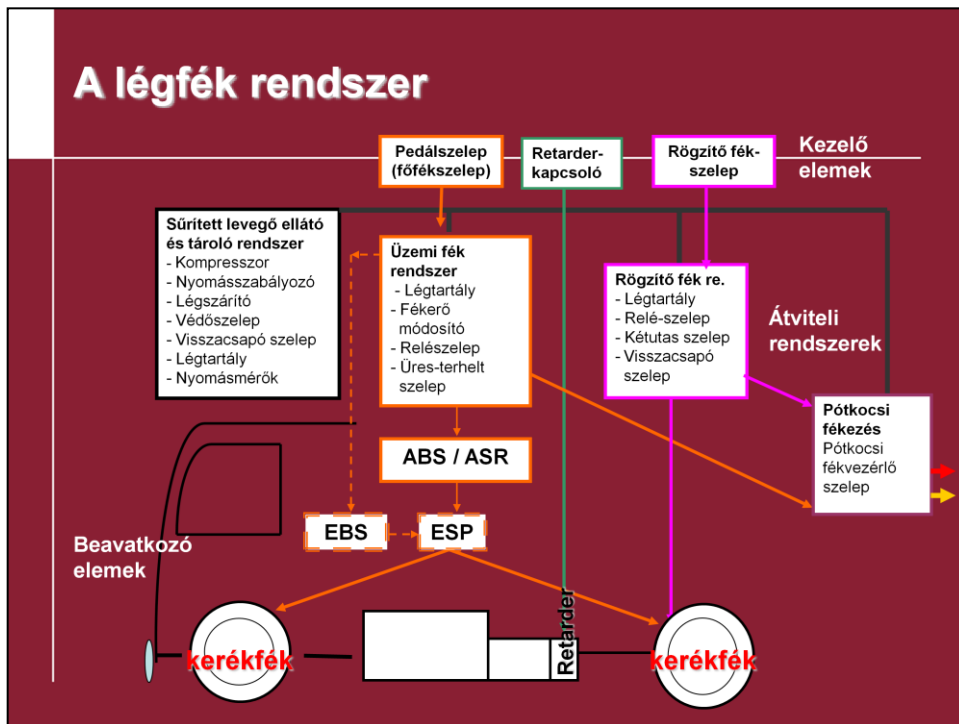 A légfék rendszer
Pedálszelep
(főfékszelep)
Retarder-
kapcsoló
Rögzítő fék-
szelep
Kezelő
elemek
Sűrített levegő ellátó
és tároló rendszer
- Kompresszor
- Nyomásszabályozó
- Légszárító
- Védőszelep
- Visszacsapó szelep
- Légtartály
- Nyomásmérők
Üzemi fék
rendszer
- Légtartály
- Fékerő
módosító
- Relészelep
- Üres-terhelt
szelep
Rögzítő fék re.
- Légtartály
- Relé-szelep
- Kétutas szelep
- Visszacsapó
szelep
Átviteli
rendszerek
Pótkocsi
fékezés
Pótkocsi
fékvezérlő
szelep
ABS / ASR
EBS
ESP
Beavatkozó
elemek
kerékfék
Retarder
kerékfék